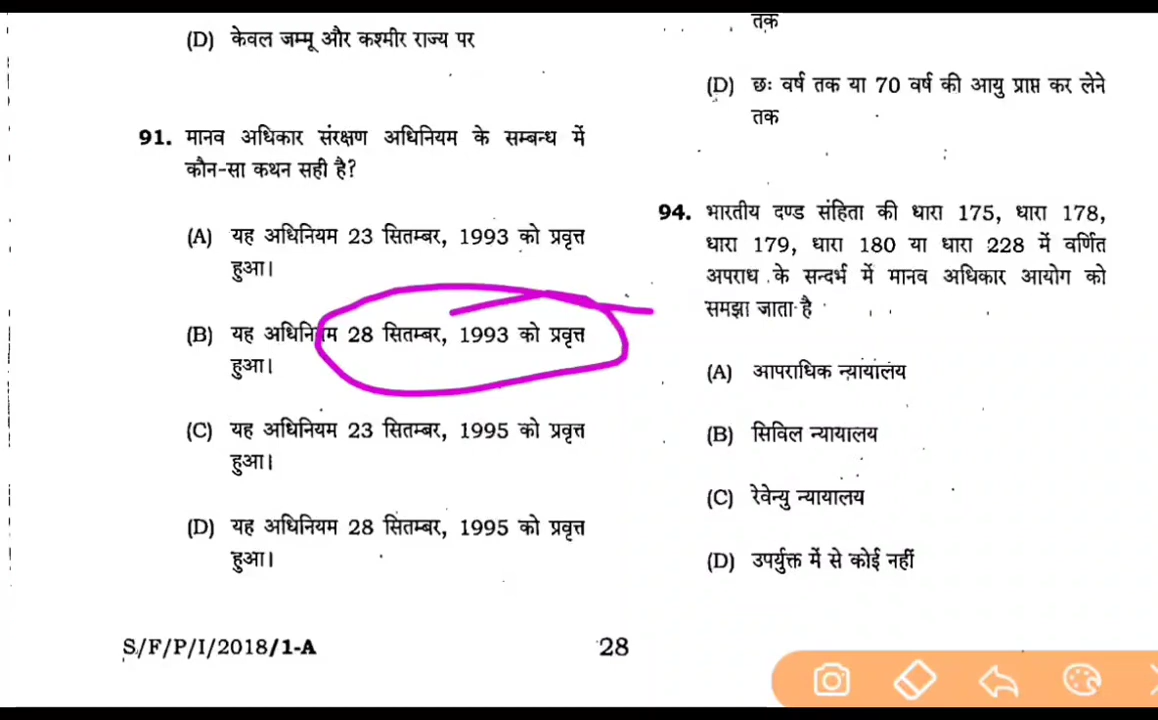 (D) केवल जम्मू और कश्मीर राज्य पर
91. मानव अधिकार संरक्षण अधिनियम के सम्बन्ध में
कौन-सा कथन सही है?
(A) यह अधिनियम 23 सितम्बर, 1993 को प्रवृत्त
हुआ।
(B) यह अधिनियम 28 सितम्बर, 1993 को प्रवृत्त
हुआ।
(C) यह अधिनियम 23 सितम्बर, 1995 को प्रवृत्त
हुआ।
(D) यह अधिनियम 28 सितम्बर, 1995 को प्रवृत्त
हुआ।
तक
(D) छः वर्ष तक या 70 वर्ष की आयु प्राप्त कर लेने
तक
94. भारतीय दण्ड संहिता की धारा 175, धारा 178,
धारा 179, धारा 180 या धारा 228 में वर्णित
अपराध के सन्दर्भ में मानव अधिकार आयोग को
समझा जाता है
(A) आपराधिक न्यायालय
(B) सिविल न्यायालय
(C) रेवेन्यु न्यायालय
(D) उपर्युक्त में से कोई नहीं
S/F/P/I/2018/1-A
28